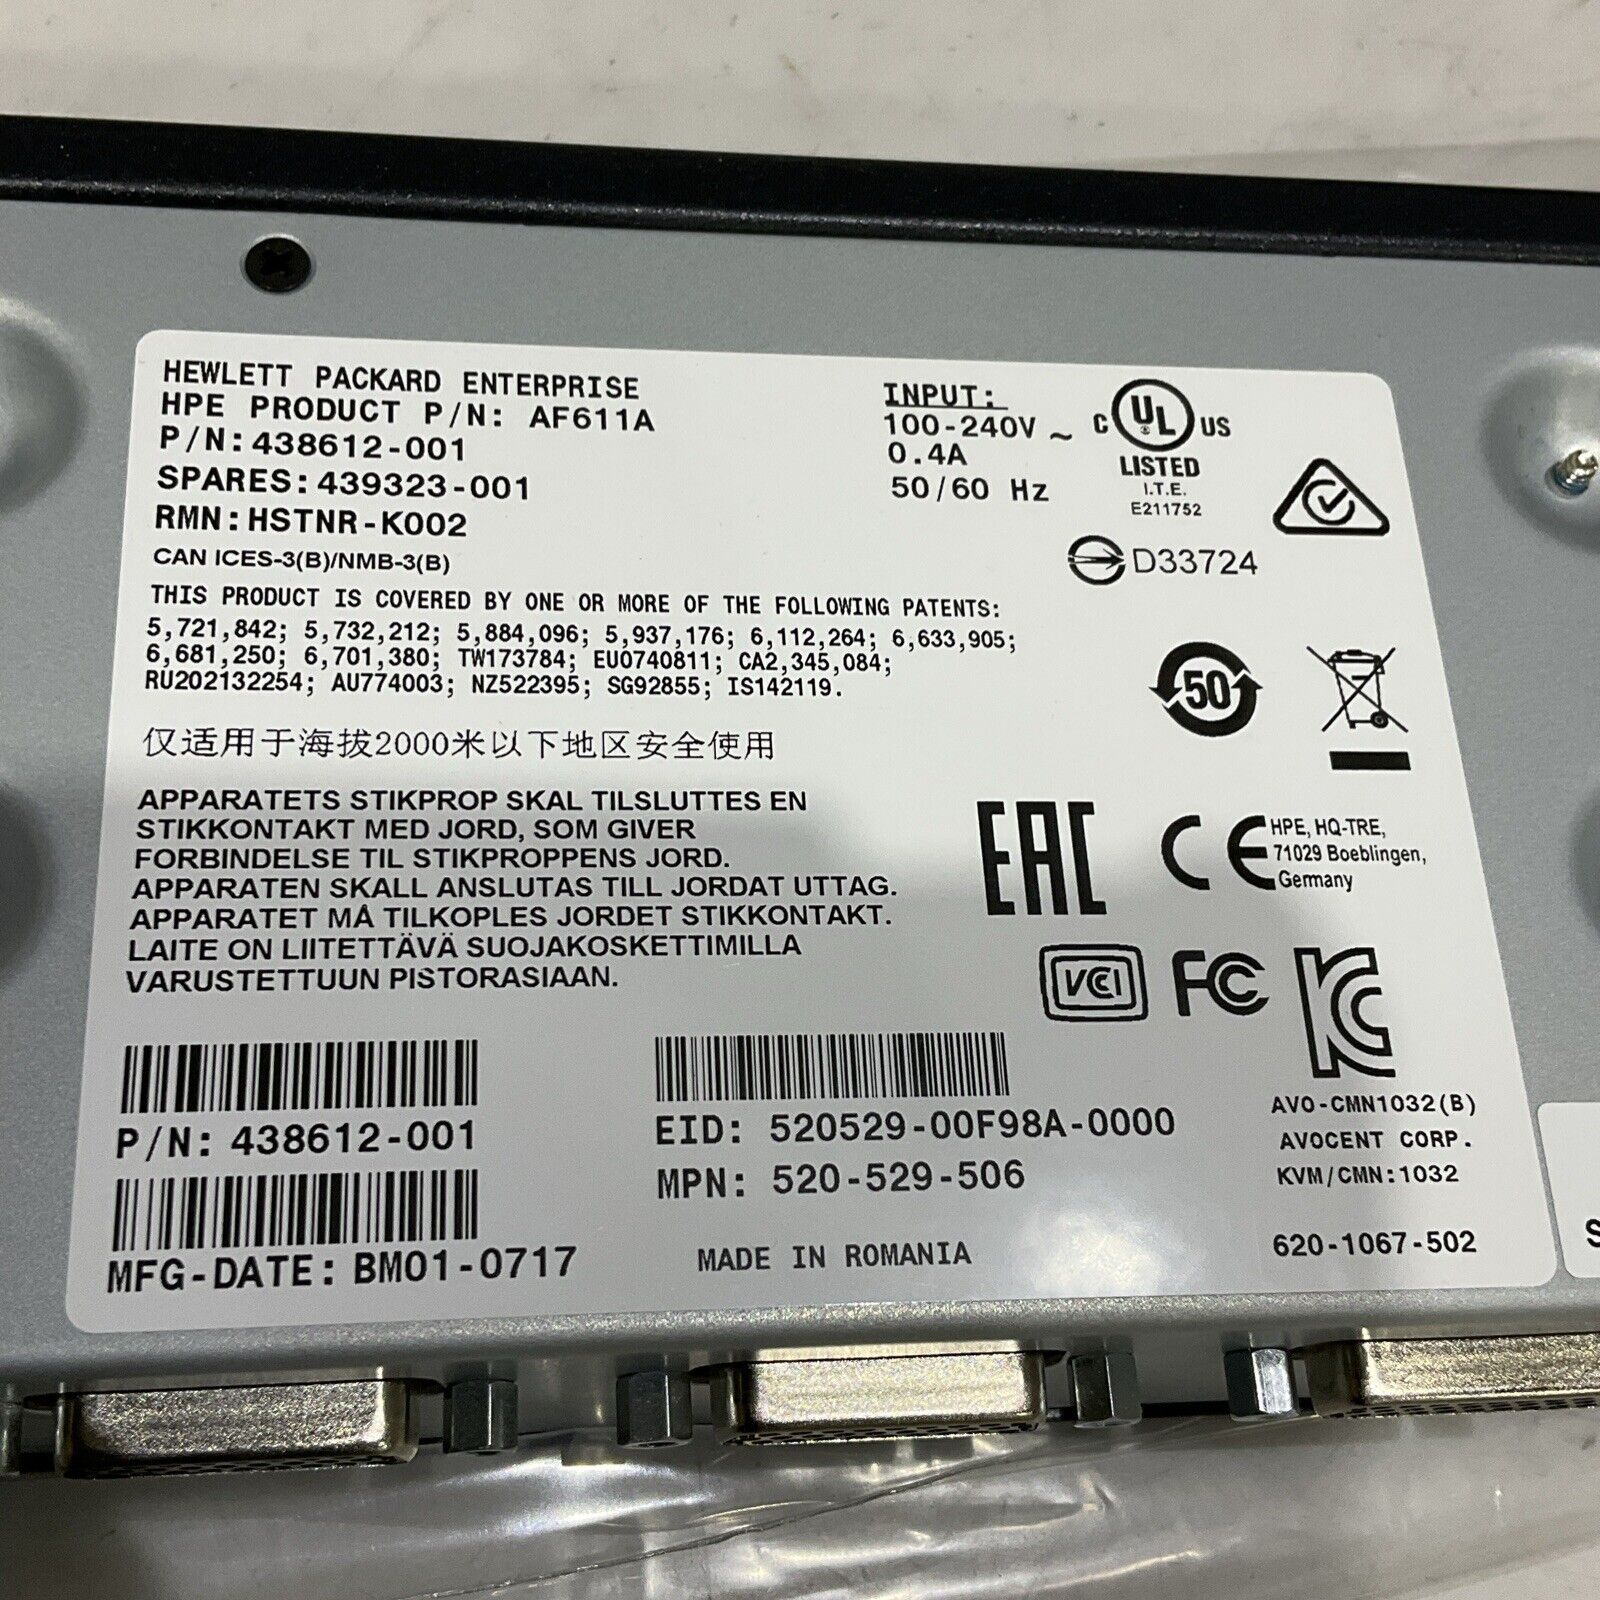 HEWLETT PACKARD ENTERPRISE
HPE PRODUCT P/N: AF611A
P/N:438612-001
SPARES:439323-001
RMN:HSTNR-K002
CAN ICES-3(B)/NMB-3(B)
INPUT:
100-240V ~
0.4A
50/60 Hz
C UL US
LISTED
I.T.E.
E211752
D33724
THIS PRODUCT IS COVERED BY ONE OR MORE OF THE FOLLOWING PATENTS:
5,721,842; 5,732,212; 5,884,096; 5,937,176; 6,112,264; 6,633,905;
6,681,250; 6,701,380; TW173784; EU0740811; CA2,345,084;
RU202132254; AU774003; NZ522395; SG92855; IS142119.
50
仅适用于海拔2000米以下地区安全使用
APPARATETS STIKPROP SKAL TILSLUTTES EN
STIKKONTAKT MED JORD, SOM GIVER
FORBINDELSE TIL STIKPROPPENS JORD.
APPARATEN SKALL ANSLUTAS TILL JORDAT UTTAG.
APPARATET MÅ TILKOPLES JORDET STIKKONTAKT.
LAITE ON LIITETTÄVÄ SUOJAKOSKETTIMILLA
VARUSTETTUUN PISTORASIAAN.
EAC
CE
HPE, HQ-TRE,
71029 Boeblingen,
Germany
VCI FC KC
P/N: 438612-001
MFG-DATE: BM01-0717
EID: 520529-00F98A-0000
MPN: 520-529-506
MADE IN ROMANIA
AVO-CMN1032(B)
AVOCENT CORP.
KVM/CMN:1032
620-1067-502
S